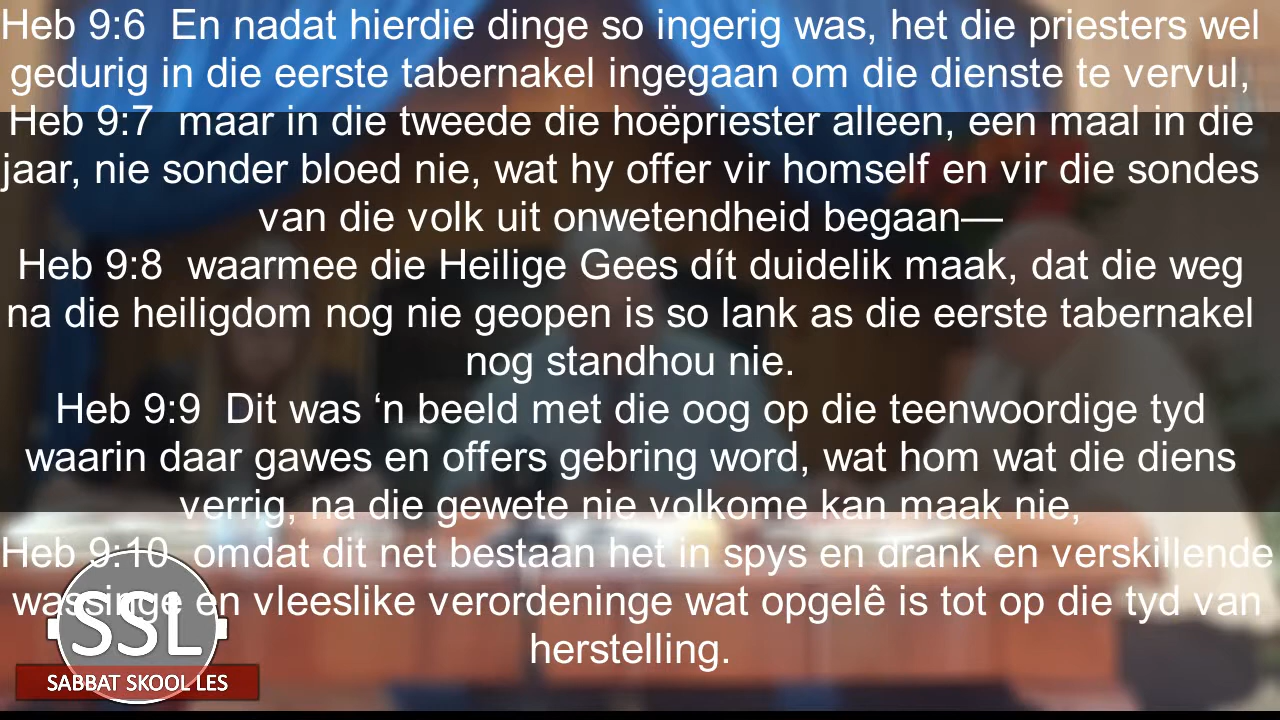 Heb 9:6  En nadat hierdie dinge so ingerig was, het die priesters wel
gedurig in die eerste tabernakel ingegaan om die dienste te vervul,
Heb 9:7  maar in die tweede die hoëpriester alleen, een maal in die
jaar, nie sonder bloed nie, wat hy offer vir homself en vir die sondes
van die volk uit onwetendheid begaan—
Heb 9:8  waarmee die Heilige Gees dít duidelik maak, dat die weg
na die heiligdom nog nie geopen is so lank as die eerste tabernakel
nog standhou nie.
Heb 9:9  Dit was ‘n beeld met die oog op die teenwoordige tyd
waarin daar gawes en offers gebring word, wat hom wat die diens
verrig, na die gewete nie volkome kan maak nie,
Heb 9:10  omdat dit net bestaan het in spys en drank en verskillende
wassinge en vleeslike verordeninge wat opgelê is tot op die tyd van
herstelling.
SSL
SABBAT SKOOL LES